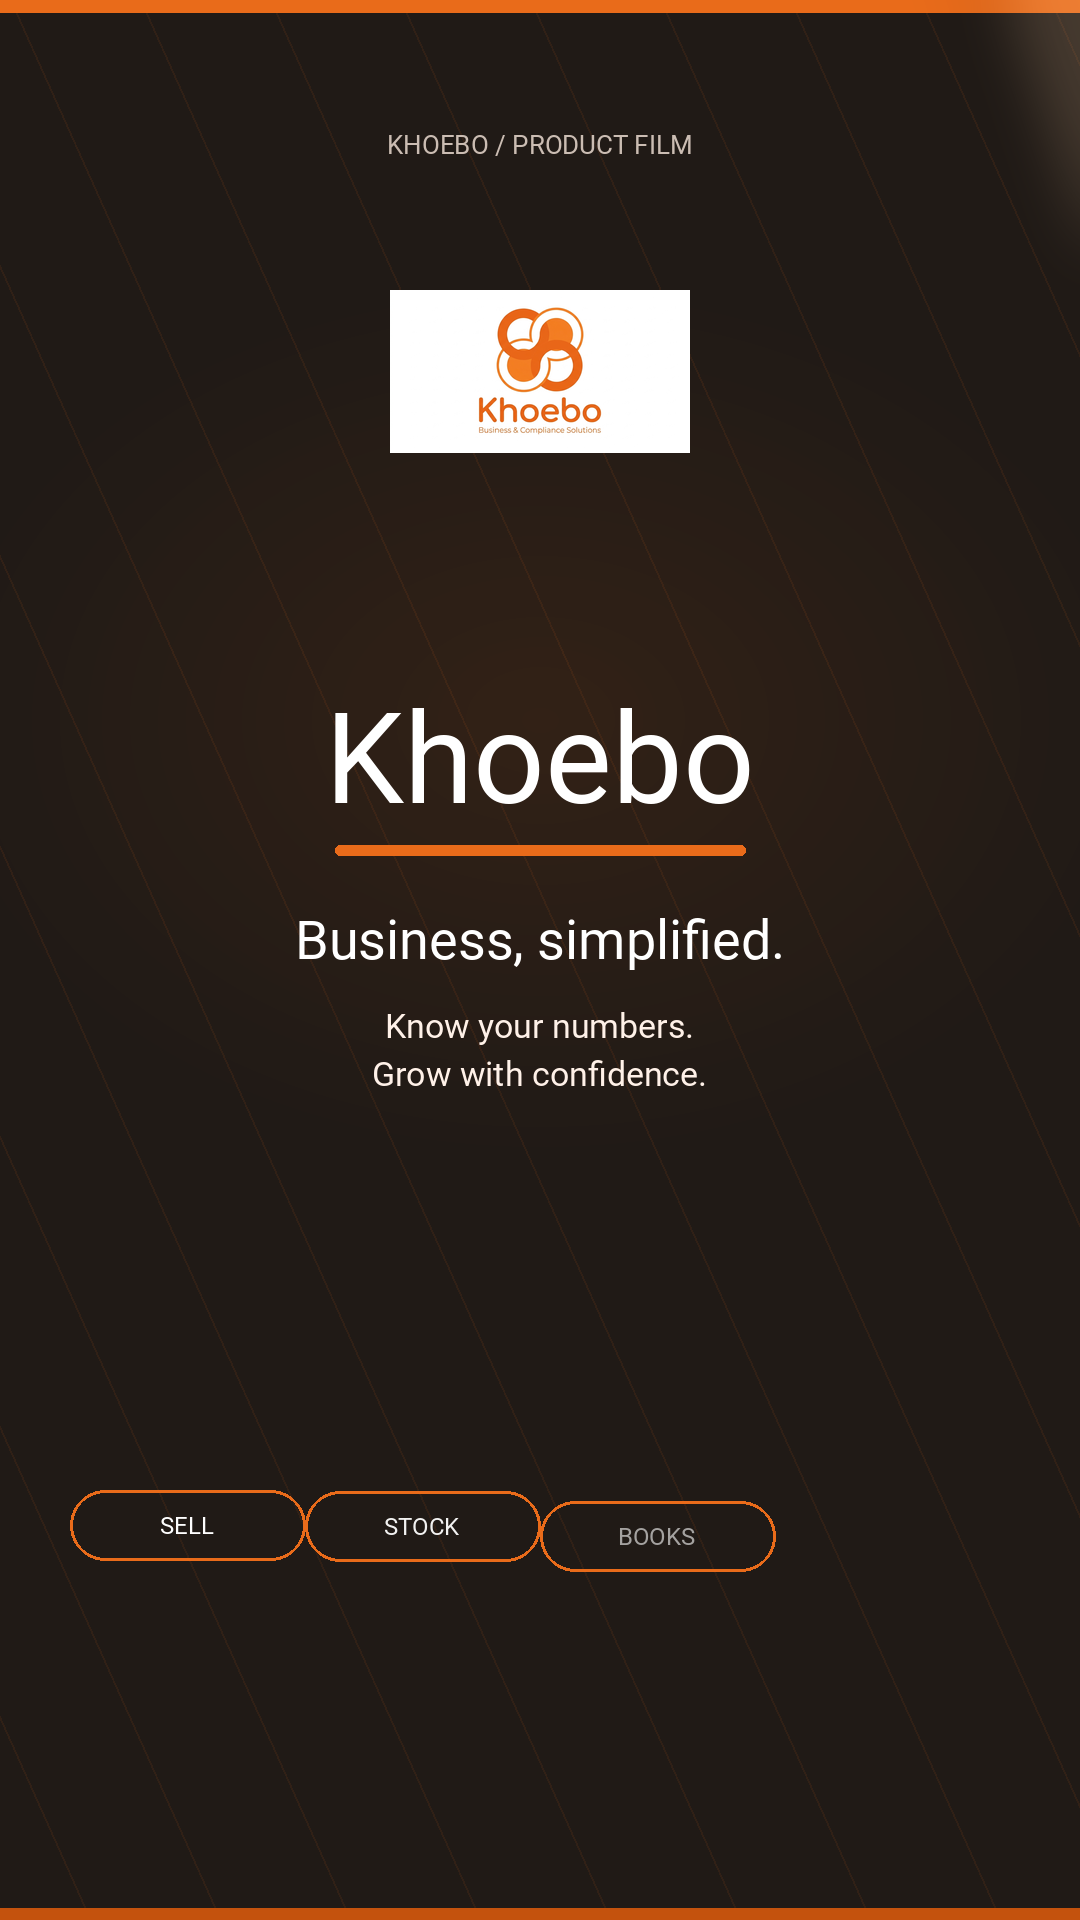 KHOEBO / PRODUCT FILM
Khoebo
Business & Compliance Solutions
Khoebo
Business, simplified.
Know your numbers.
Grow with confidence.
SELL
STOCK
BOOKS